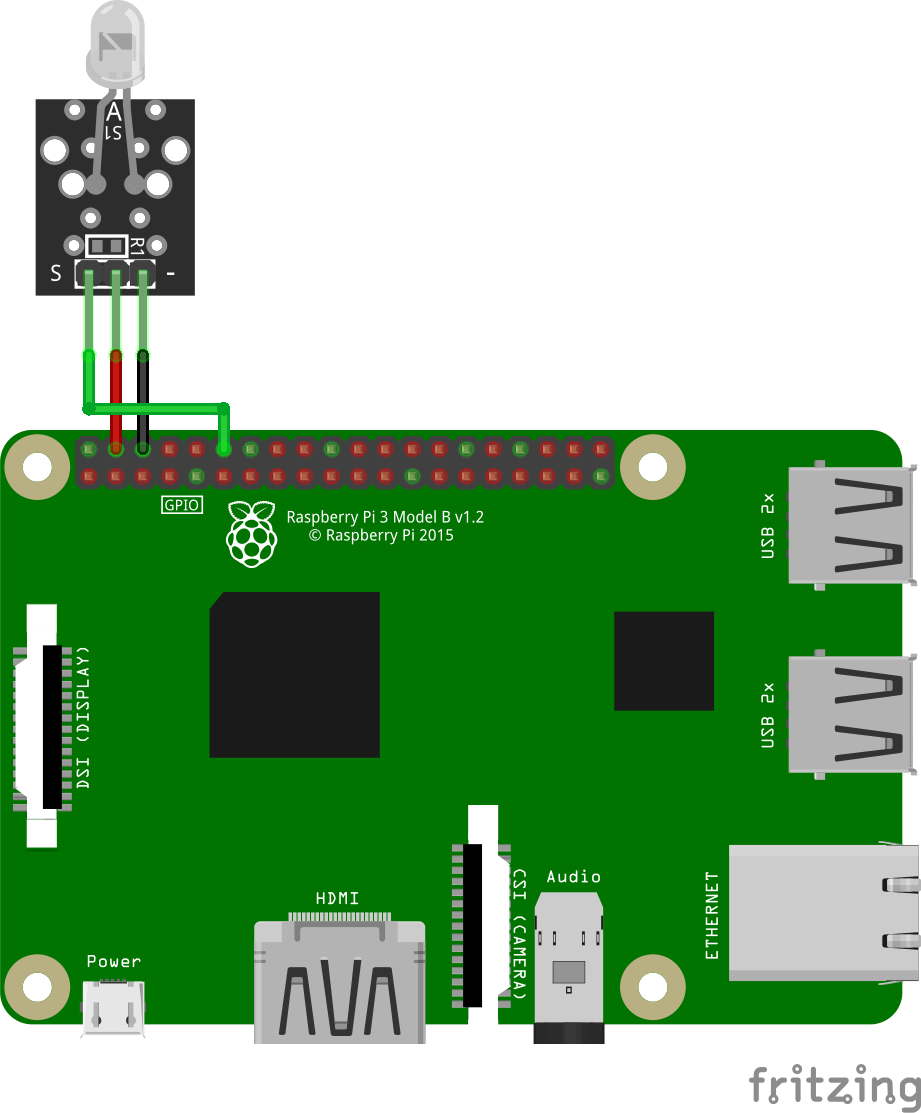 A
S1
R1
S -
GPIO
Raspberry Pi 3 Model B v1.2
© Raspberry Pi 2015
USB 2x
DSI (DISPLAY)
USB 2x
HDMI
CSI (CAMERA)
Audio
ETHERNET
Power
fritzing